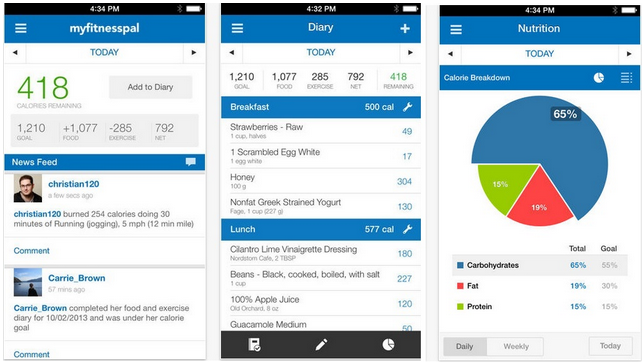 4:34 PM
myfitnesspal
TODAY
418
CALORIES REMAINING
Add to Diary
1,210 +1,077 -285 792
GOAL FOOD EXERCISE NET
News Feed
christian120
a few secs ago
christian120 burned 254 calories doing 30
minutes of Running (jogging), 5 mph (12 min mile)
Comment
Carrie_Brown
57 mins ago
Carrie_Brown completed her food and exercise
diary for 10/02/2013 and was under her calorie
goal
Comment
4:32 PM
Diary
TODAY
1,210 1,077 285 792 418
GOAL FOOD EXERCISE NET REMAINING
Breakfast 500 cal
Strawberries - Raw 49
1 cup, halves
1 Scrambled Egg White 17
1 egg white
Honey 304
100 g
Nonfat Greek Strained Yogurt 130
Fage, 1 cup (227 g)
Lunch 577 cal
Cilantro Lime Vinaigrette Dressing 180
Nordstom Cafe, 2 TBSP
Beans - Black, cooked, boiled, with salt 227
1 cup
100% Apple Juice 120
Old Orchard, 8 oz
Guacamole Medium 50
4:34 PM
Nutrition
TODAY
Calorie Breakdown
65%
15%
19%
Total Goal
Carbohydrates 65% 55%
Fat 19% 30%
Protein 15% 15%
Daily Weekly Today